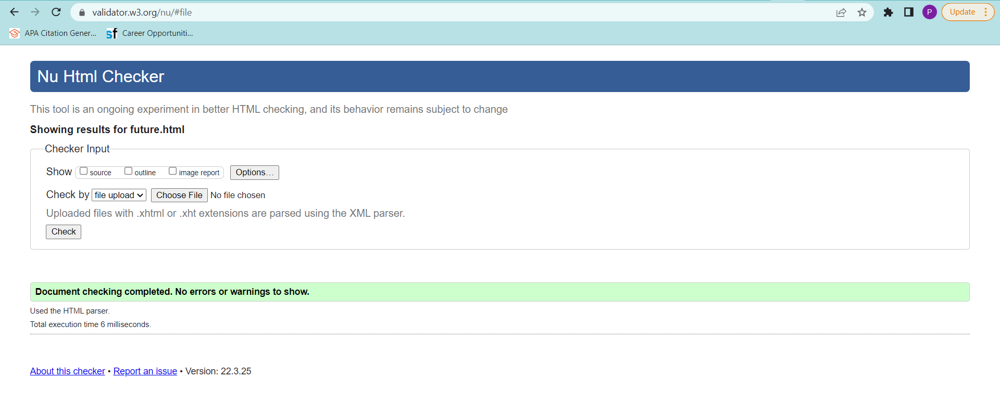 validator.w3.org/nu/#file
P
Update
APA Citation Gener...
sf Career Opportuniti...
Nu Html Checker
This tool is an ongoing experiment in better HTML checking, and its behavior remains subject to change
Showing results for future.html
Checker Input
Show source outline image report Options...
Check by file upload Choose File No file chosen
Uploaded files with .xhtml or .xht extensions are parsed using the XML parser.
Check
Document checking completed. No errors or warnings to show.
Used the HTML parser.
Total execution time 6 milliseconds.
About this checker • Report an issue • Version: 22.3.25